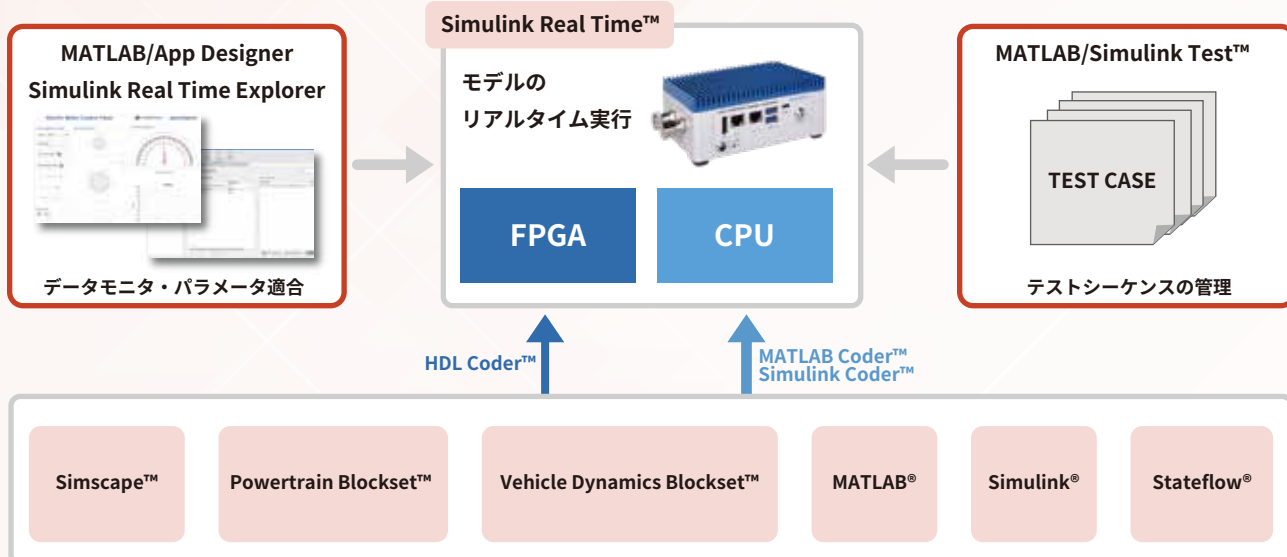 Simulink Real Time™
MATLAB/App Designer
Simulink Real Time Explorer
データモニタ・パラメータ適合
モデルの
リアルタイム実行
FPGA
CPU
MATLAB/Simulink Test™
TEST CASE
テストシーケンスの管理
HDL Coder™
MATLAB Coder™
Simulink Coder™
Simscape™
Powertrain Blockset™
Vehicle Dynamics Blockset™
MATLAB®
Simulink®
Stateflow®